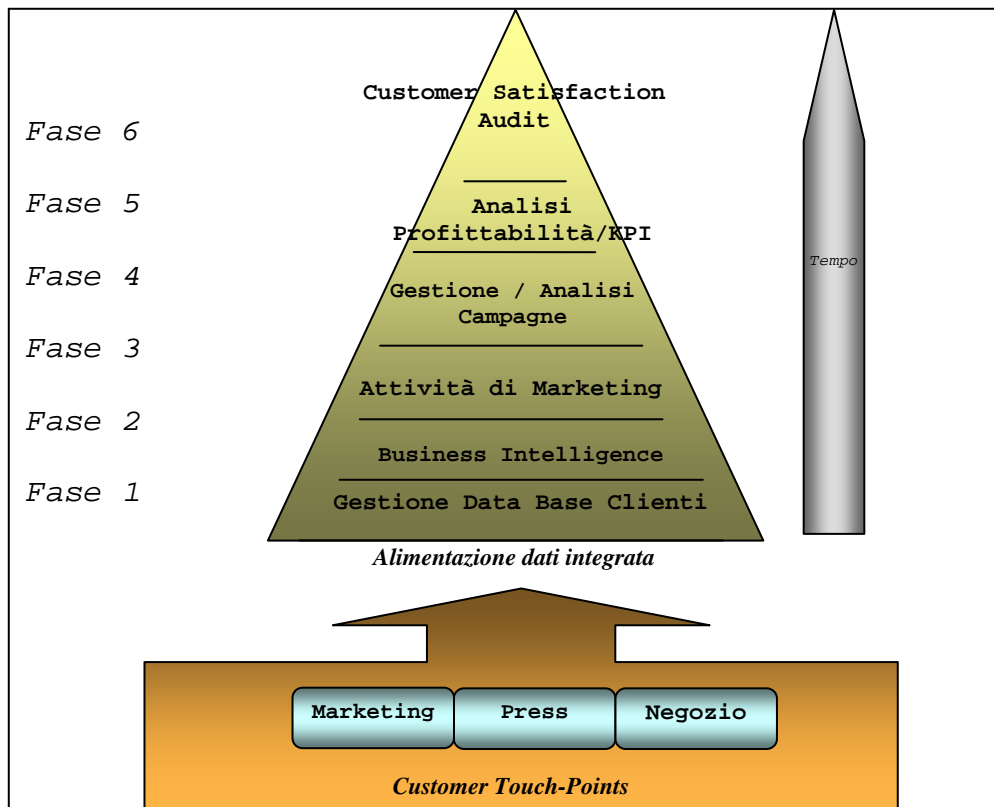 Customer Satisfaction
Audit
Fase 6
Fase 5
Analisi
Profittabilità/KPI
Tempo
Fase 4
Gestione / Analisi
Campagne
Fase 3
Attività di Marketing
Fase 2
Business Intelligence
Fase 1
Gestione Data Base Clienti
Alimentazione dati integrata
Marketing
Press
Negozio
Customer Touch-Points